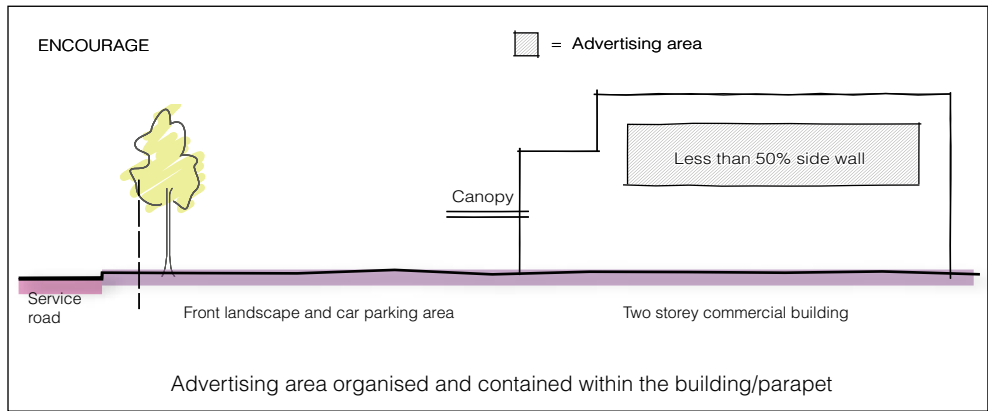 ENCOURAGE
= Advertising area
Less than 50% side wall
Canopy
Service
road
Front landscape and car parking area
Two storey commercial building
Advertising area organised and contained within the building/parapet